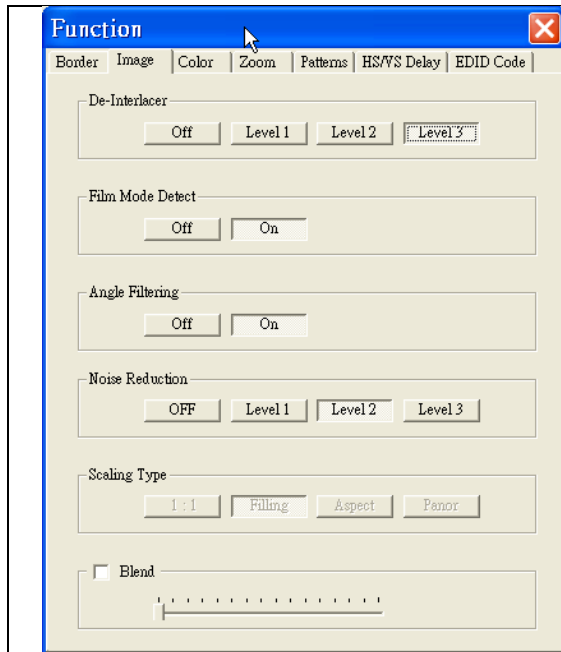 Function
Border Image Color Zoom Patterns HS/VS Delay EDID Code
De-Interlacer
Off Level 1 Level 2 Level 3
Film Mode Detect
Off On
Angle Filtering
Off On
Noise Reduction
OFF Level 1 Level 2 Level 3
Scaling Type
1 : 1 Filling Aspect Panor
Blend